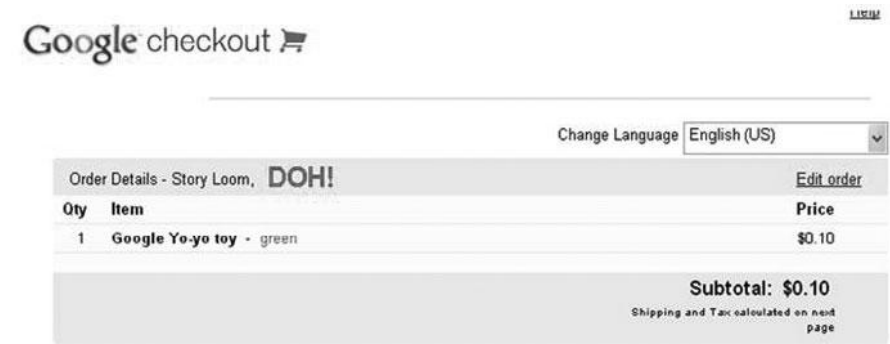 Help
Google checkout
Change Language English (US)
Order Details - Story Loom, DOH! Edit order
Qty Item Price
1 Google Yo-yo toy - green $0.10
Subtotal: $0.10
Shipping and Tax calculated on next
page